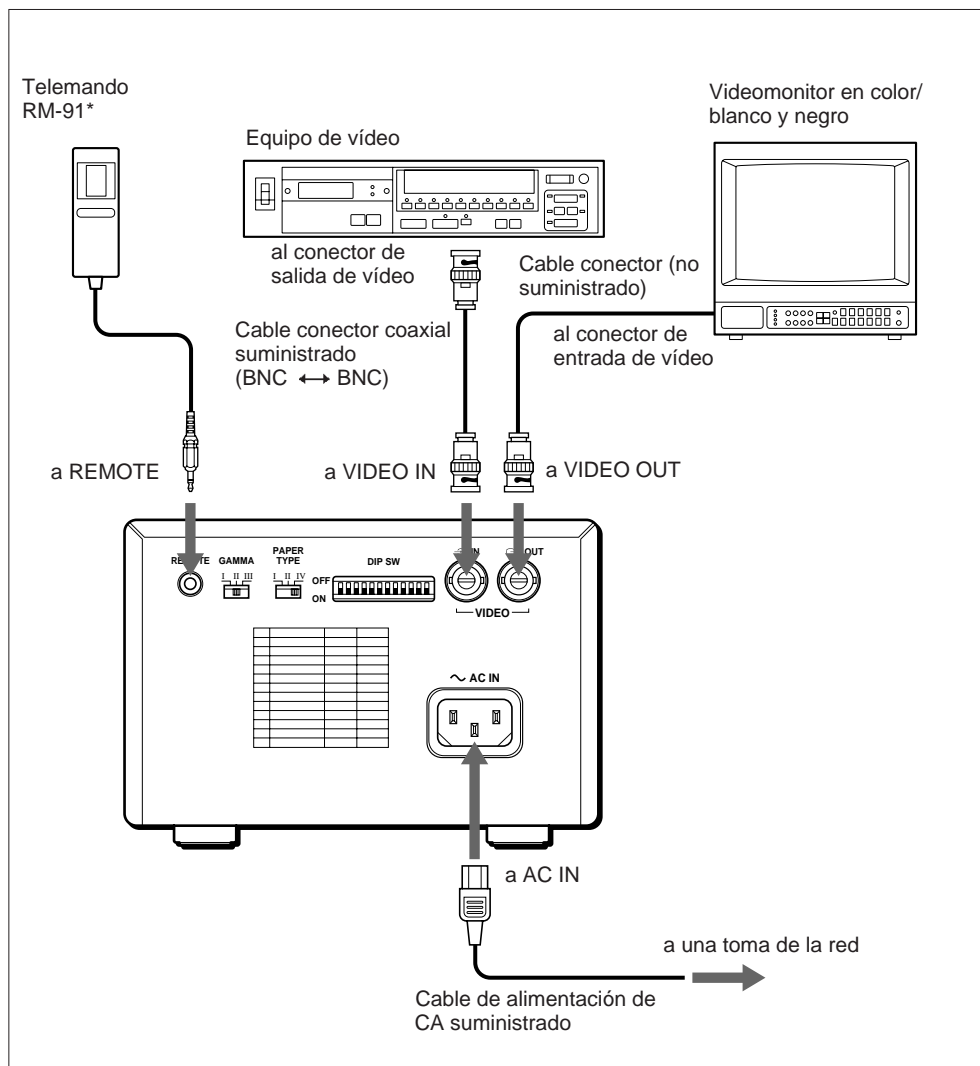 Telemando
RM-91*
Equipo de vídeo
Videomonitor en color/
blanco y negro
al conector de
salida de vídeo
Cable conector (no
suministrado)
Cable conector coaxial
suministrado
(BNC ↔ BNC)
al conector de
entrada de vídeo
a REMOTE
a VIDEO IN
a VIDEO OUT
GAMMA
I II III
PAPER
TYPE
I II IV
DIP SW
OFF
ON
OUT
VIDEO
~ AC IN
a AC IN
a una toma de la red
Cable de alimentación de
CA suministrado